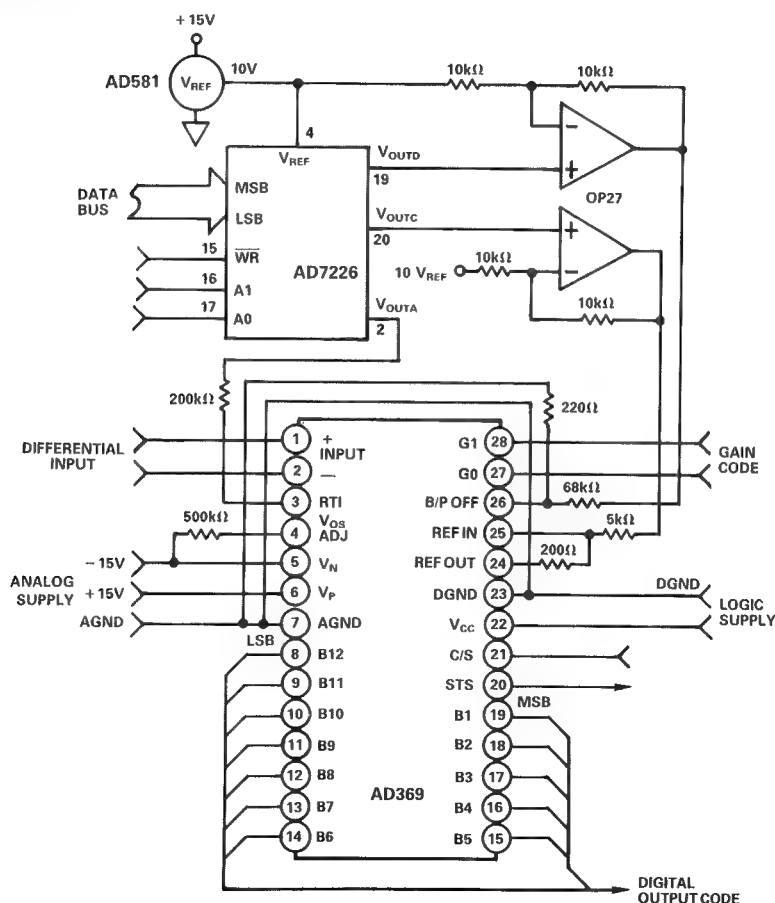 + 15V
AD581
VREF
10V
4
VREF
10kΩ
10kΩ
VOUTD
19
−
+
OP27
DATA
BUS
MSB
LSB
VOUTC
20
+
−
15
WR
AD7226
10 VREF
10kΩ
16
A1
17
A0
VOUTA
2
10kΩ
200kΩ
220Ω
DIFFERENTIAL
INPUT
1
+
INPUT
2
—
3
RTI
4
VOS
ADJ
500kΩ
− 15V
5
VN
ANALOG
SUPPLY
+15V
6
VP
AGND
7
AGND
LSB
8
B12
9
B11
10
B10
11
B9
12
B8
13
B7
14
B6
AD369
G1
28
GAIN
CODE
G0
27
B/P OFF
26
68kΩ
REF IN
25
5kΩ
REF OUT
24
200Ω
DGND
23
DGND
LOGIC
SUPPLY
VCC
22
C/S
21
STS
20
MSB
B1
19
B2
18
B3
17
B4
16
B5
15
DIGITAL
OUTPUT CODE